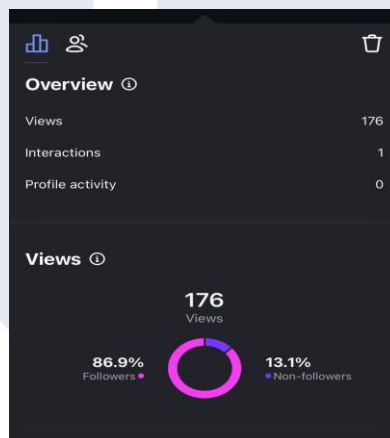 Overview
Views 176
Interactions 1
Profile activity 0
Views
176
Views
86.9% 13.1%
Followers Non-followers